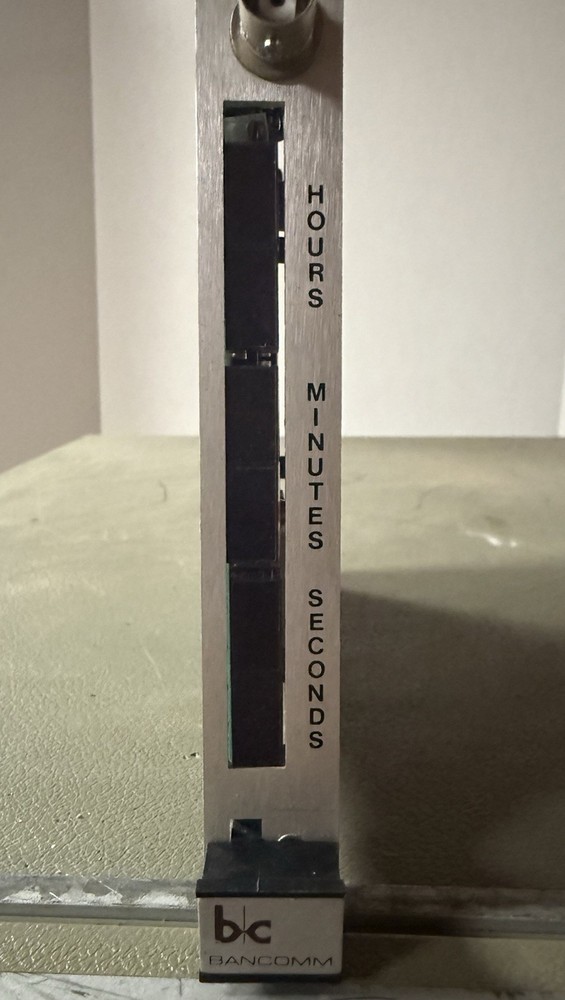 HOURS
MINUTES
SECONDS
b|c
BANCOMM